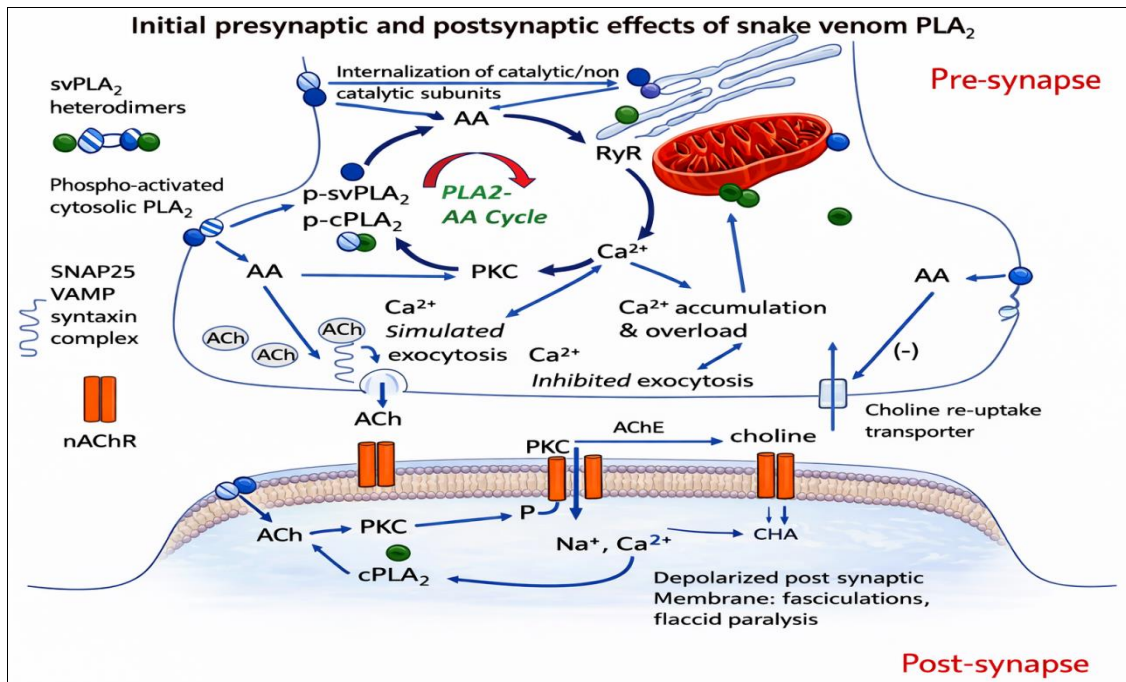 Initial presynaptic and postsynaptic effects of snake venom PLA₂
Pre-synapse
svPLA₂
heterodimers
Phospho-activated
cytosolic PLA₂
SNAP25
VAMP
syntaxin
complex
nAChR
Internalization of catalytic/non
catalytic subunits
AA
RyR
p-svPLA₂
p-cPLA₂
PLA2-
AA Cycle
PKC
Ca²⁺
AA
ACh
ACh
ACh
Ca²⁺
Simulated
exocytosis
Ca²⁺
Inhibited exocytosis
Ca²⁺ accumulation
& overload
AA
(-)
Choline re-uptake
transporter
ACh
PKC
AChE
choline
ACh
PKC
P
cPLA₂
Na⁺, Ca²⁺
CHA
Depolarized post synaptic
Membrane: fasciculations,
flaccid paralysis
Post-synapse